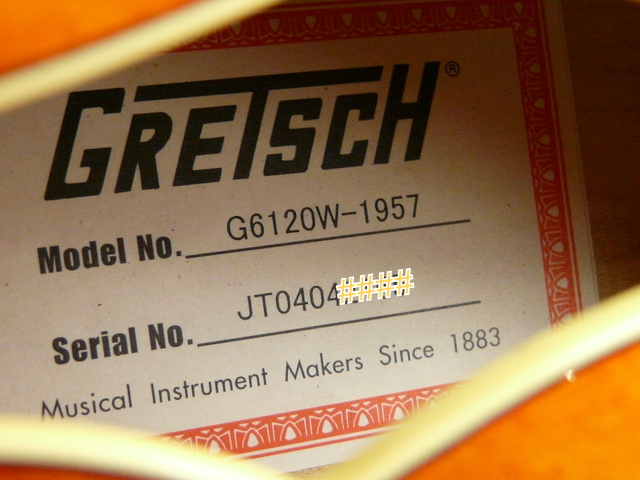 GRETSCH®
Model No. G6120W-1957
Serial No. JT0404####
Musical Instrument Makers Since 1883